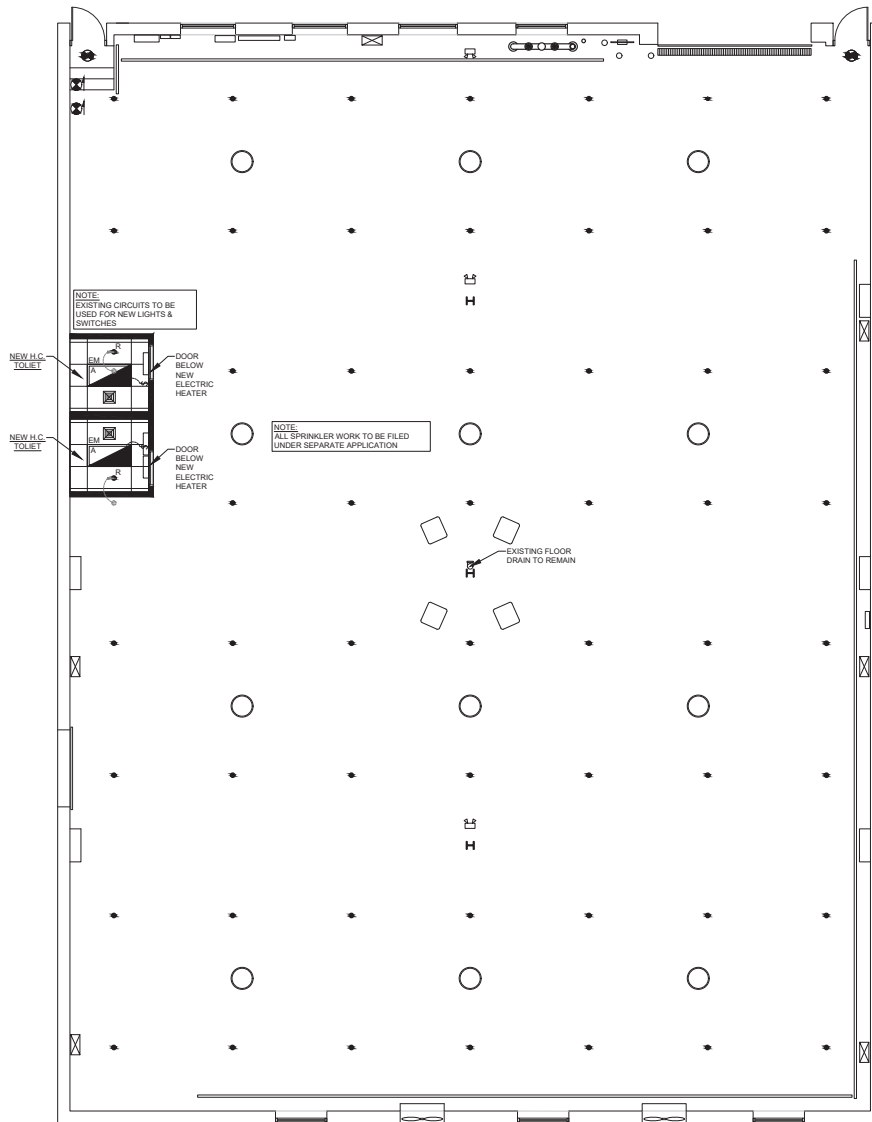 NOTE:
EXISTING CIRCUITS TO BE
USED FOR NEW LIGHTS &
SWITCHES
NEW H.C.
TOLIET
R
EM
A
S
DOOR
BELOW
NEW
ELECTRIC
HEATER
NOTE:
ALL SPRINKLER WORK TO BE FILED
UNDER SEPARATE APPLICATION
NEW H.C.
TOLIET
EM
A
S
R
DOOR
BELOW
NEW
ELECTRIC
HEATER
EXISTING FLOOR
DRAIN TO REMAIN